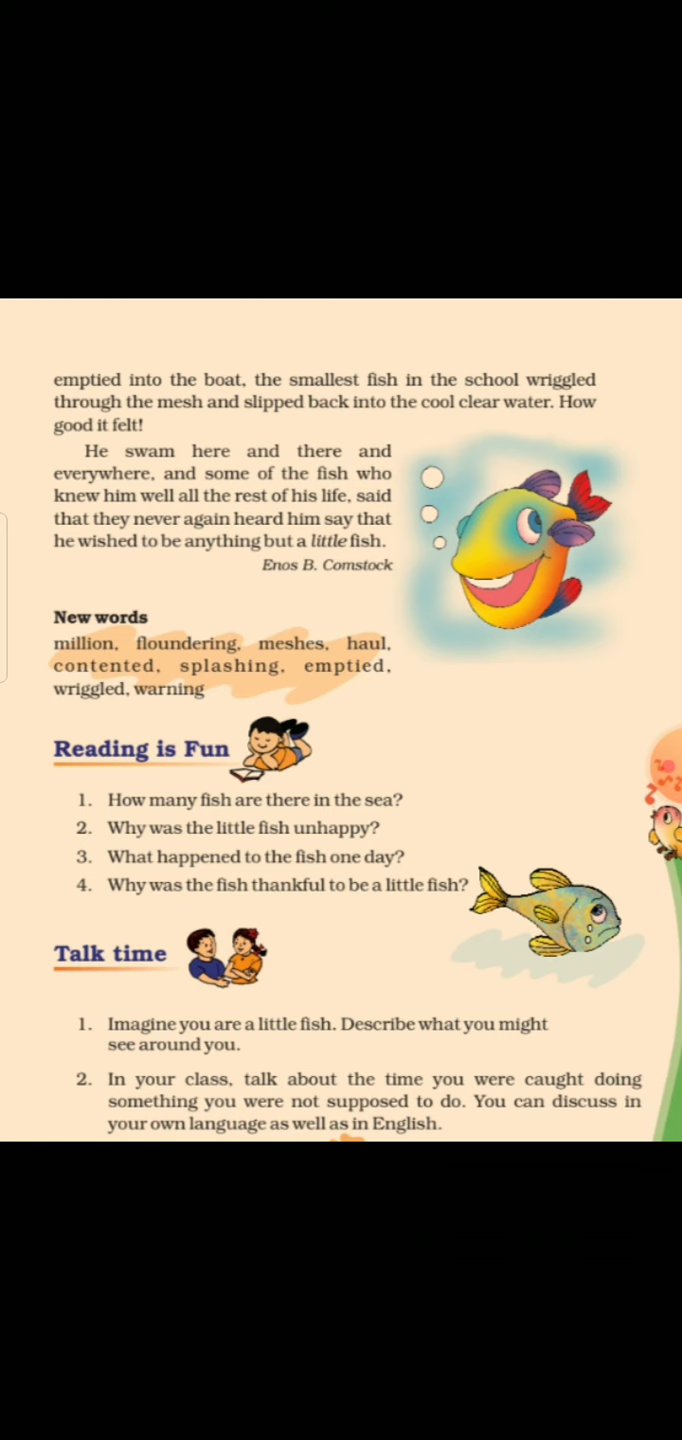 emptied into the boat, the smallest fish in the school wriggled
through the mesh and slipped back into the cool clear water. How
good it felt!
He swam here and there and
everywhere, and some of the fish who
knew him well all the rest of his life, said
that they never again heard him say that
he wished to be anything but a little fish.
Enos B. Comstock
New words
million, floundering, meshes, haul,
contented, splashing, emptied,
wriggled, warning
Reading is Fun
1. How many fish are there in the sea?
2. Why was the little fish unhappy?
3. What happened to the fish one day?
4. Why was the fish thankful to be a little fish?
Talk time
1. Imagine you are a little fish. Describe what you might
see around you.
2. In your class, talk about the time you were caught doing
something you were not supposed to do. You can discuss in
your own language as well as in English.